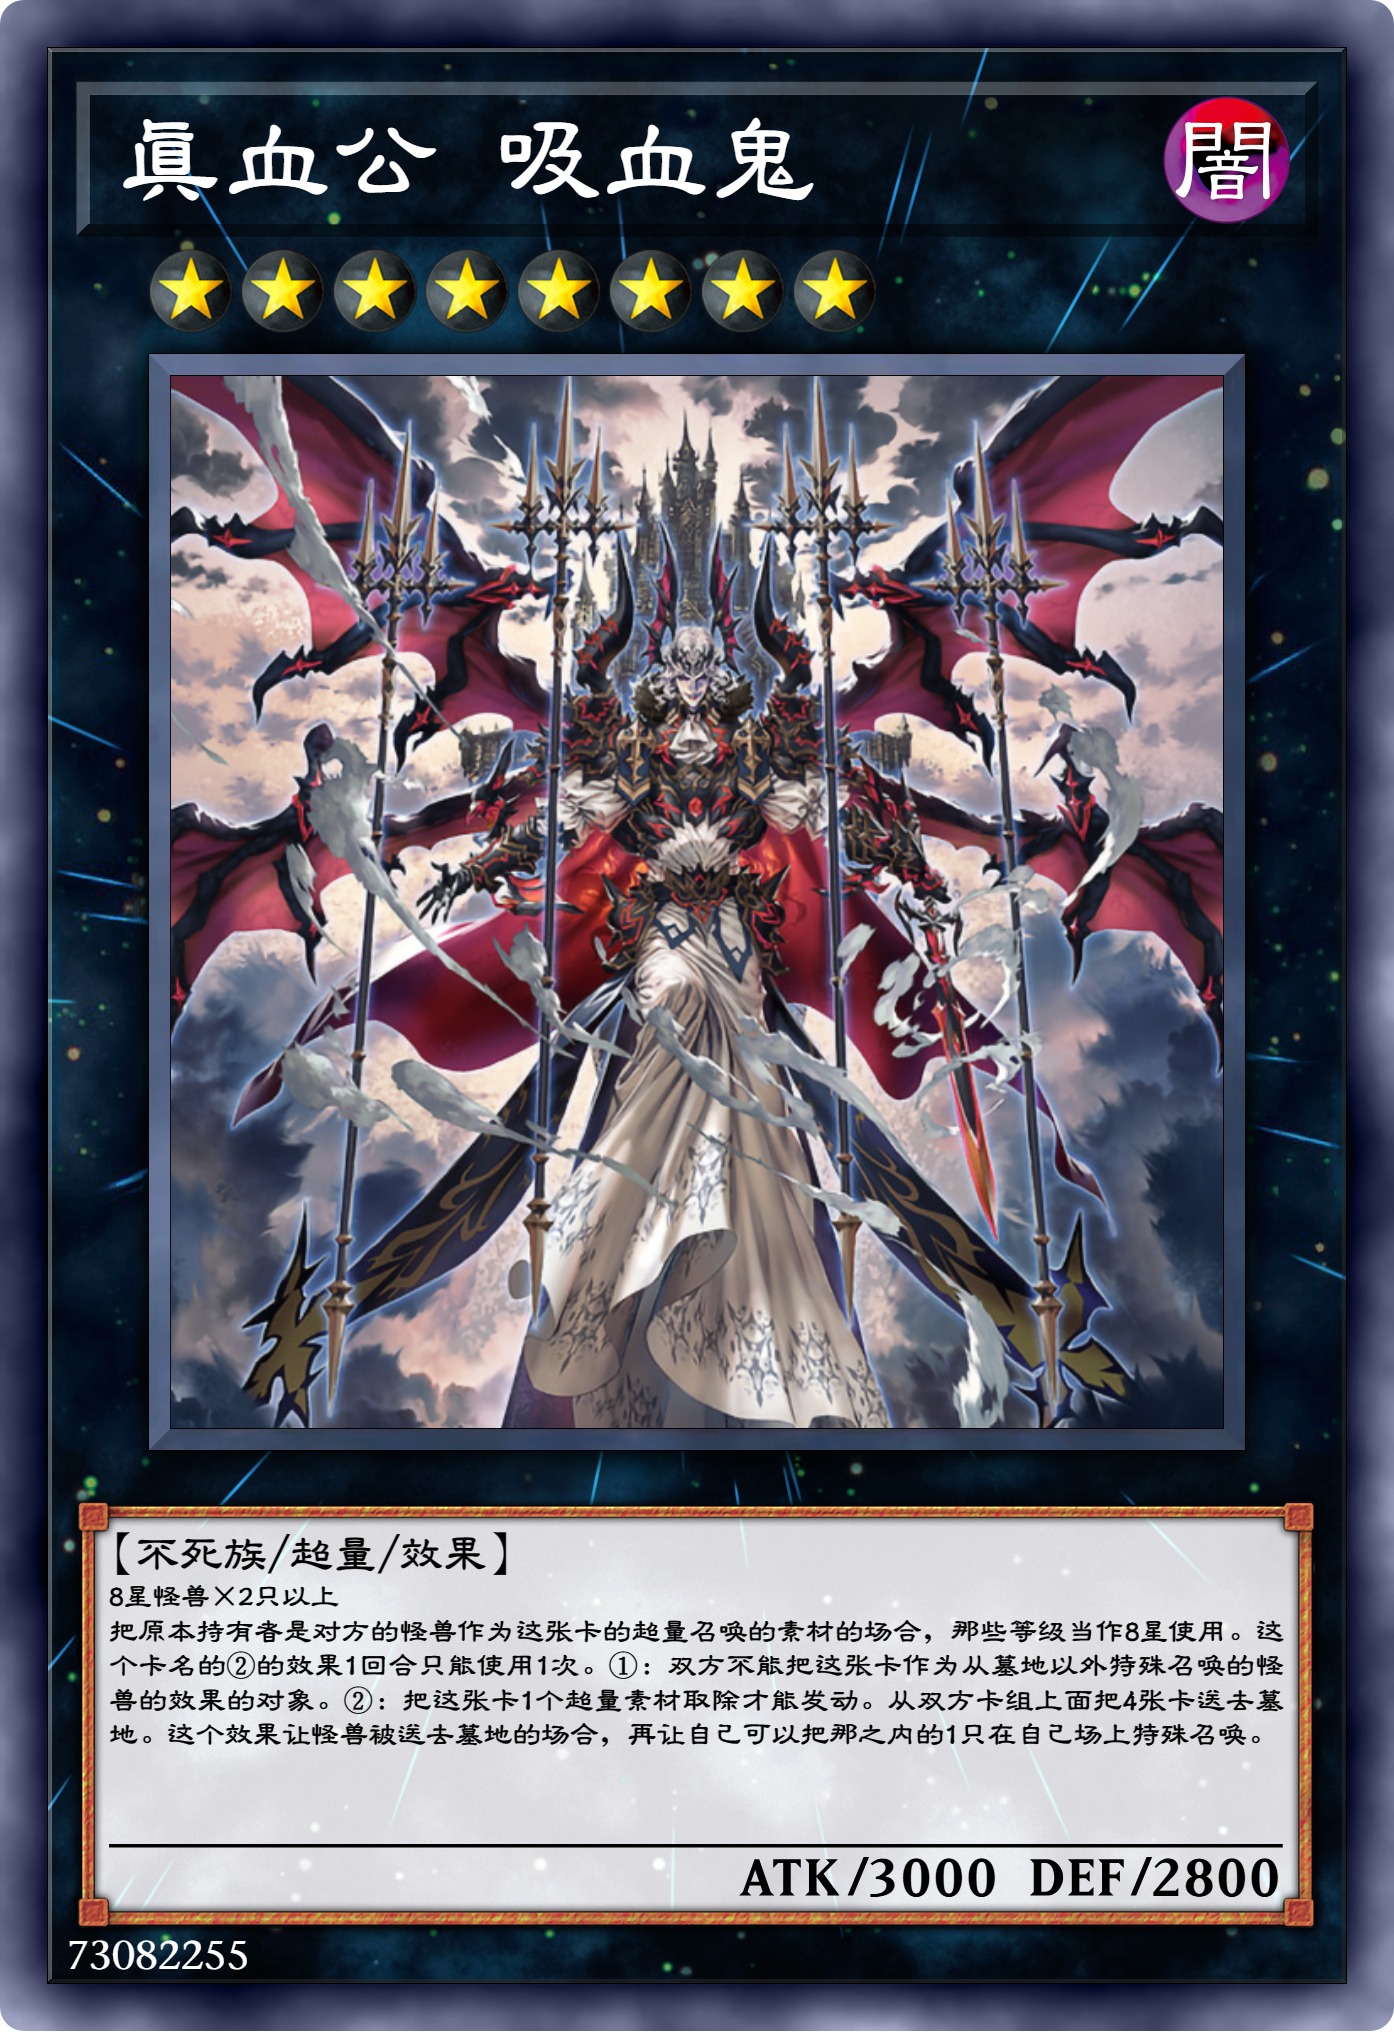 眞血公 吸血鬼
闇
【不死族/超量/效果】
8星怪兽×2只以上
把原本持有者是对方的怪兽作为这张卡的超量召唤的素材的场合，那些等级当作8星使用。这
个卡名的②的效果1回合只能使用1次。①：双方不能把这张卡作为从墓地以外特殊召唤的怪
兽的效果的对象。②：把这张卡1个超量素材取除才能发动。从双方卡组上面把4张卡送去墓
地。这个效果让怪兽被送去墓地的场合，再让自己可以把那之内的1只在自己场上特殊召唤。
ATK/3000 DEF/2800
73082255